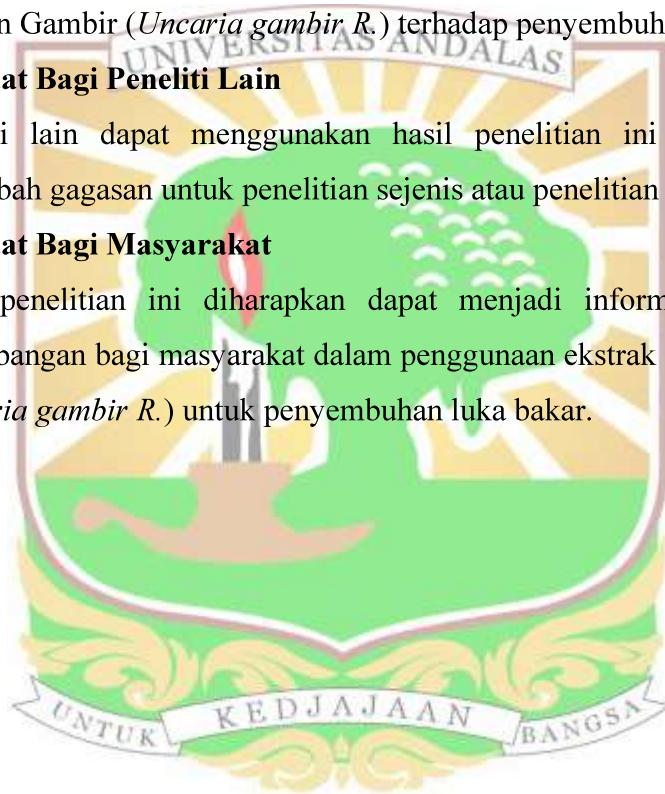 n Gambir (Uncaria gambir R.) terhadap penyembuh
UNIVERSITAS ANDALAS
at Bagi Peneliti Lain
i lain dapat menggunakan hasil penelitian ini
bah gagasan untuk penelitian sejenis atau penelitian
at Bagi Masyarakat
penelitian ini diharapkan dapat menjadi inform
bangan bagi masyarakat dalam penggunaan ekstrak
ria gambir R.) untuk penyembuhan luka bakar.
UNTUK KEDJAJAAN BANGSA